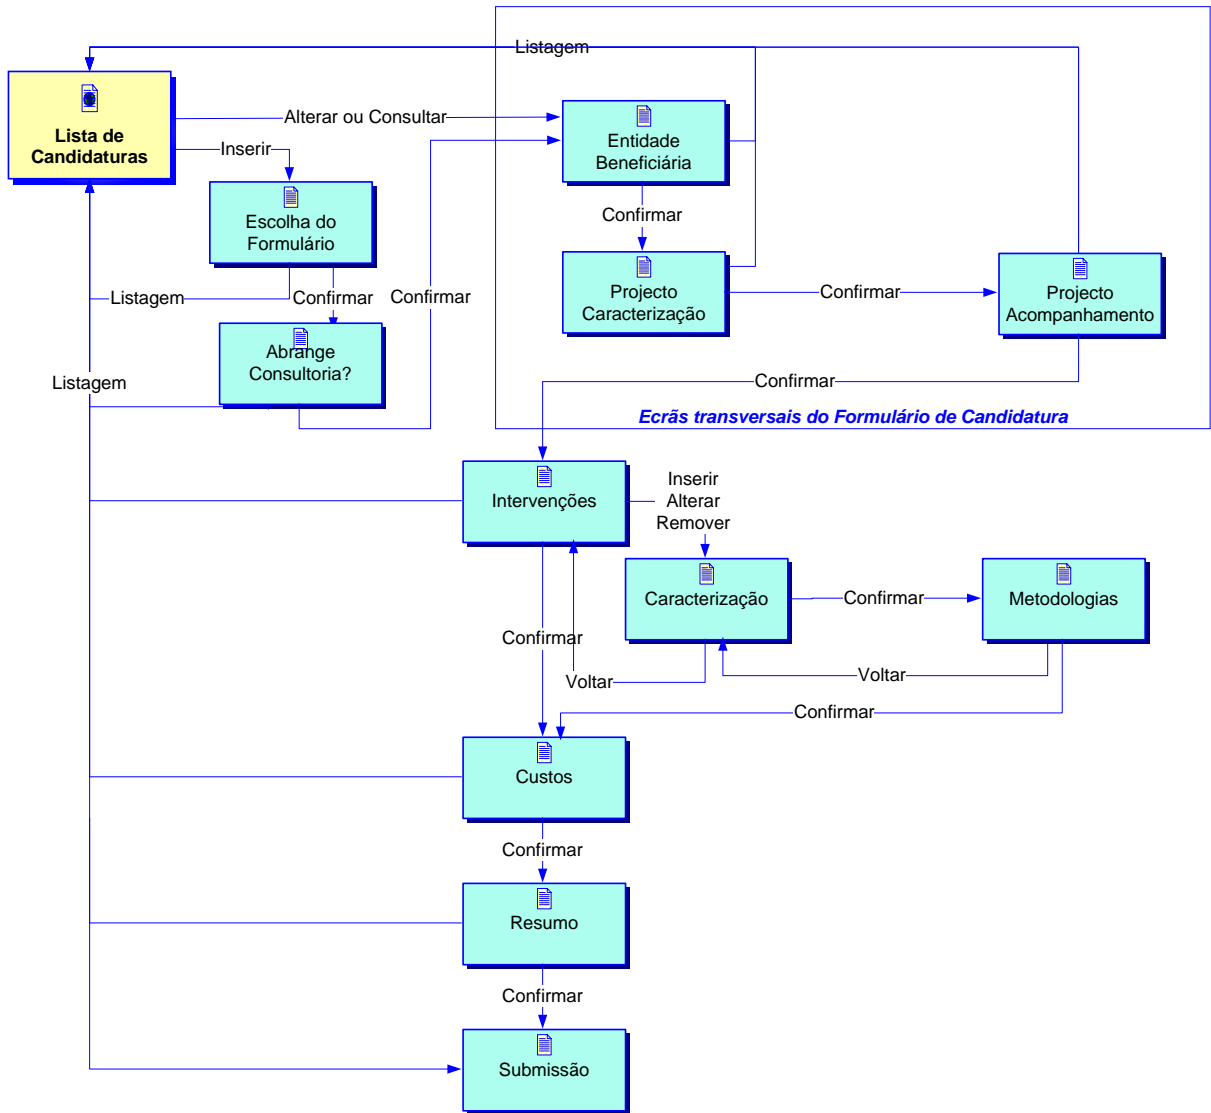 Listagem
Lista de
Candidaturas
Alterar ou Consultar
Inserir
Entidade
Beneficiária
Escolha do
Formulário
Confirmar
Listagem
Confirmar
Confirmar
Projecto
Caracterização
Confirmar
Projecto
Acompanhamento
Abrange
Consultoria?
Listagem
Confirmar
Ecrãs transversais do Formulário de Candidatura
Intervenções
Inserir
Alterar
Remover
Caracterização
Confirmar
Metodologias
Confirmar
Voltar
Voltar
Confirmar
Custos
Confirmar
Resumo
Confirmar
Submissão